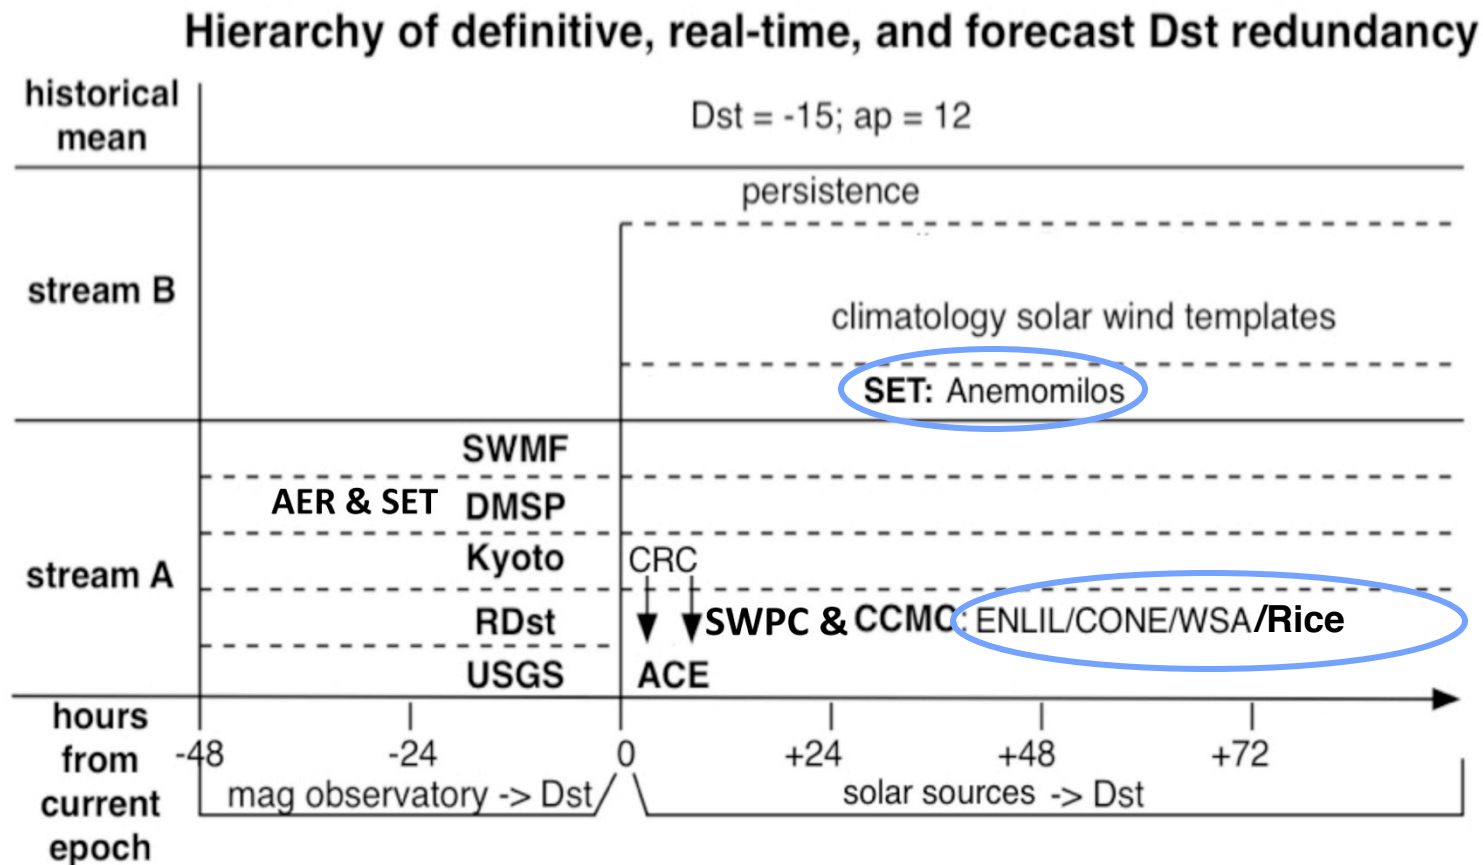 Hierarchy of definitive, real-time, and forecast Dst redundancy
historical
mean
Dst = -15; ap = 12
persistence
stream B
climatology solar wind templates
SET: Anemomilos
SWMF
AER & SET DMSP
Kyoto CRC
stream A
RDst SWPC & CCMC: ENLIL/CONE/WSA/Rice
USGS ACE
hours
from
current
epoch
-48 -24 0 +24 +48 +72
mag observatory -> Dst solar sources -> Dst